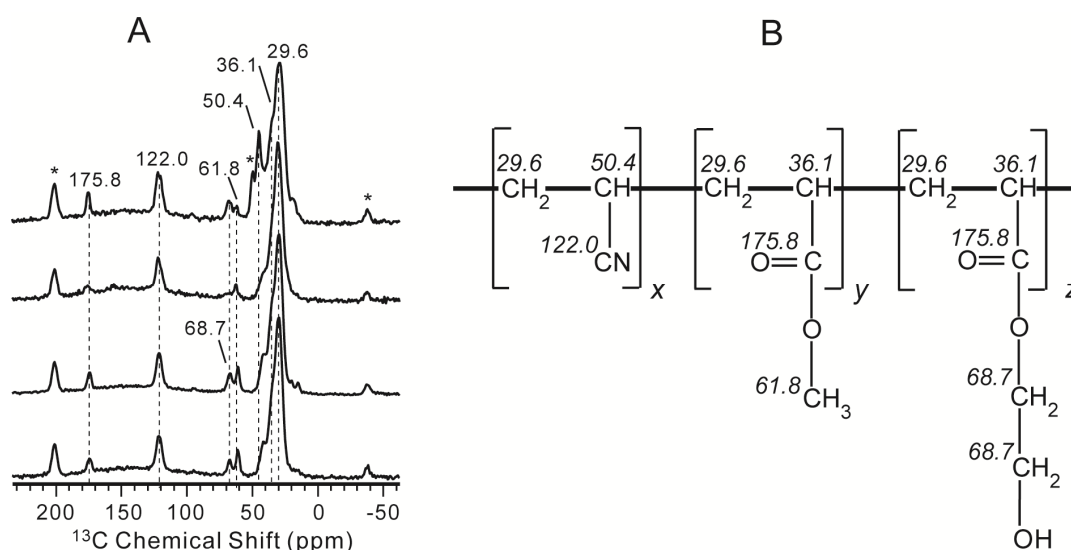 A
29.6
36.1
50.4
*
175.8
122.0
61.8
*
*
68.7
200 150 100 50 0 -50
13C Chemical Shift (ppm)
B
29.6 50.4 29.6 36.1 29.6 36.1
CH2 CH CH2 CH CH2 CH
122.0 175.8 175.8
CN O C O C
x y z
O O
61.8 68.7
CH3 CH2
68.7
CH2
OH